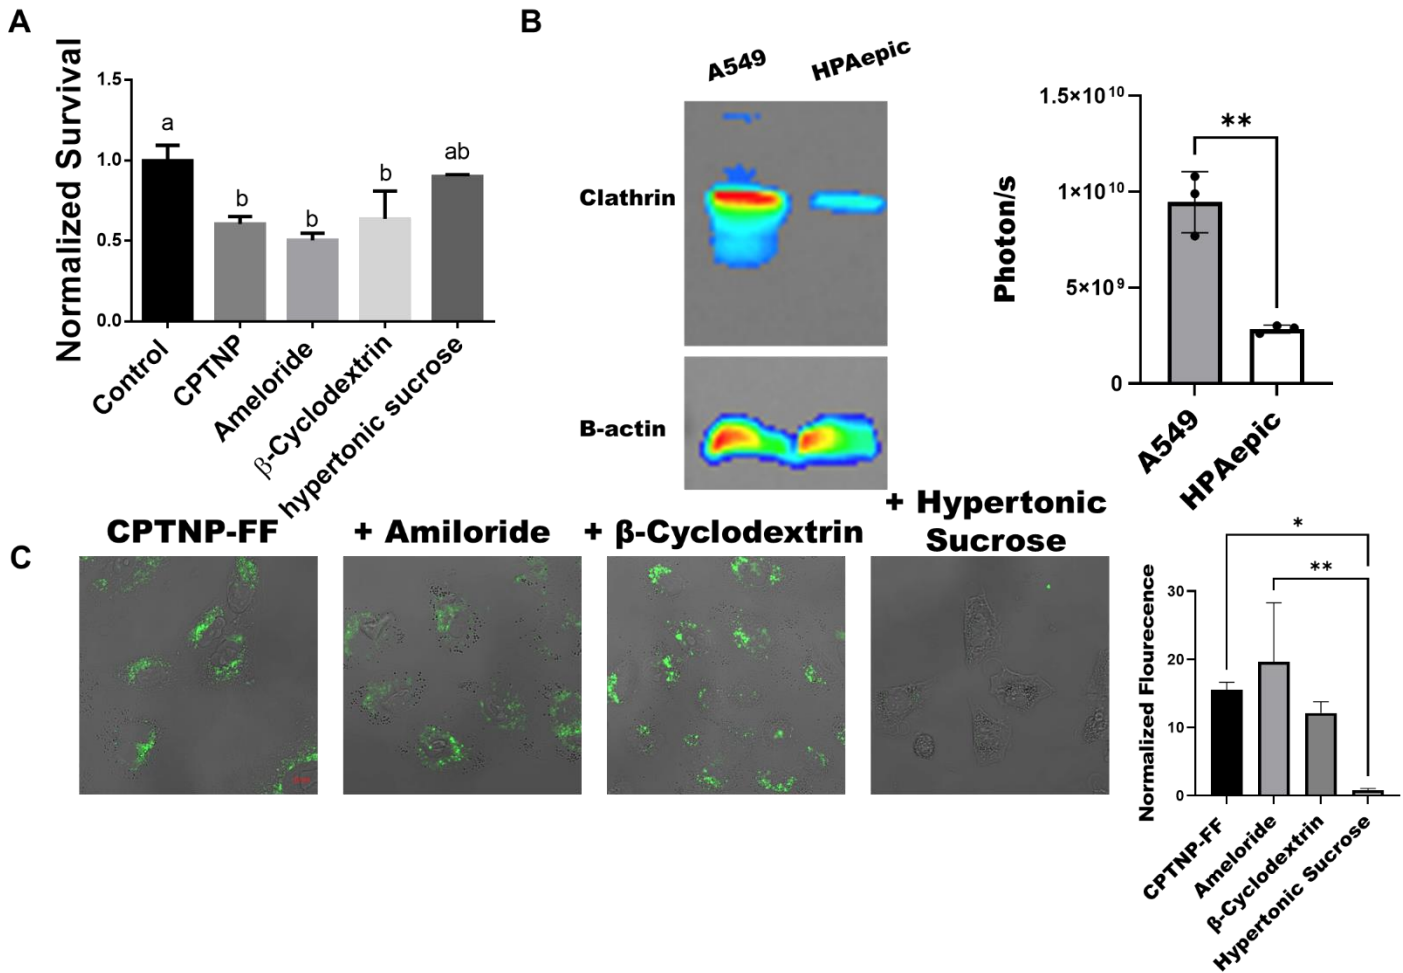 A
Normalized Survival
1.5
1.0
0.5
0.0
a
b
b
b
ab
Control
CPTNP
Ameloride
β-Cyclodextrin
hypertonic sucrose
B
A549
HPAepic
Clathrin
B-actin
Photon/s
1.5×10¹⁰
1×10¹⁰
5×10⁹
0
**
A549
HPAepic
C
CPTNP-FF
+ Amiloride
+ β-Cyclodextrin
+ Hypertonic
Sucrose
Normalized Flourecence
30
20
10
0
*
**
CPTNP-FF
Ameloride
β-Cyclodextrin
Hypertonic Sucrose